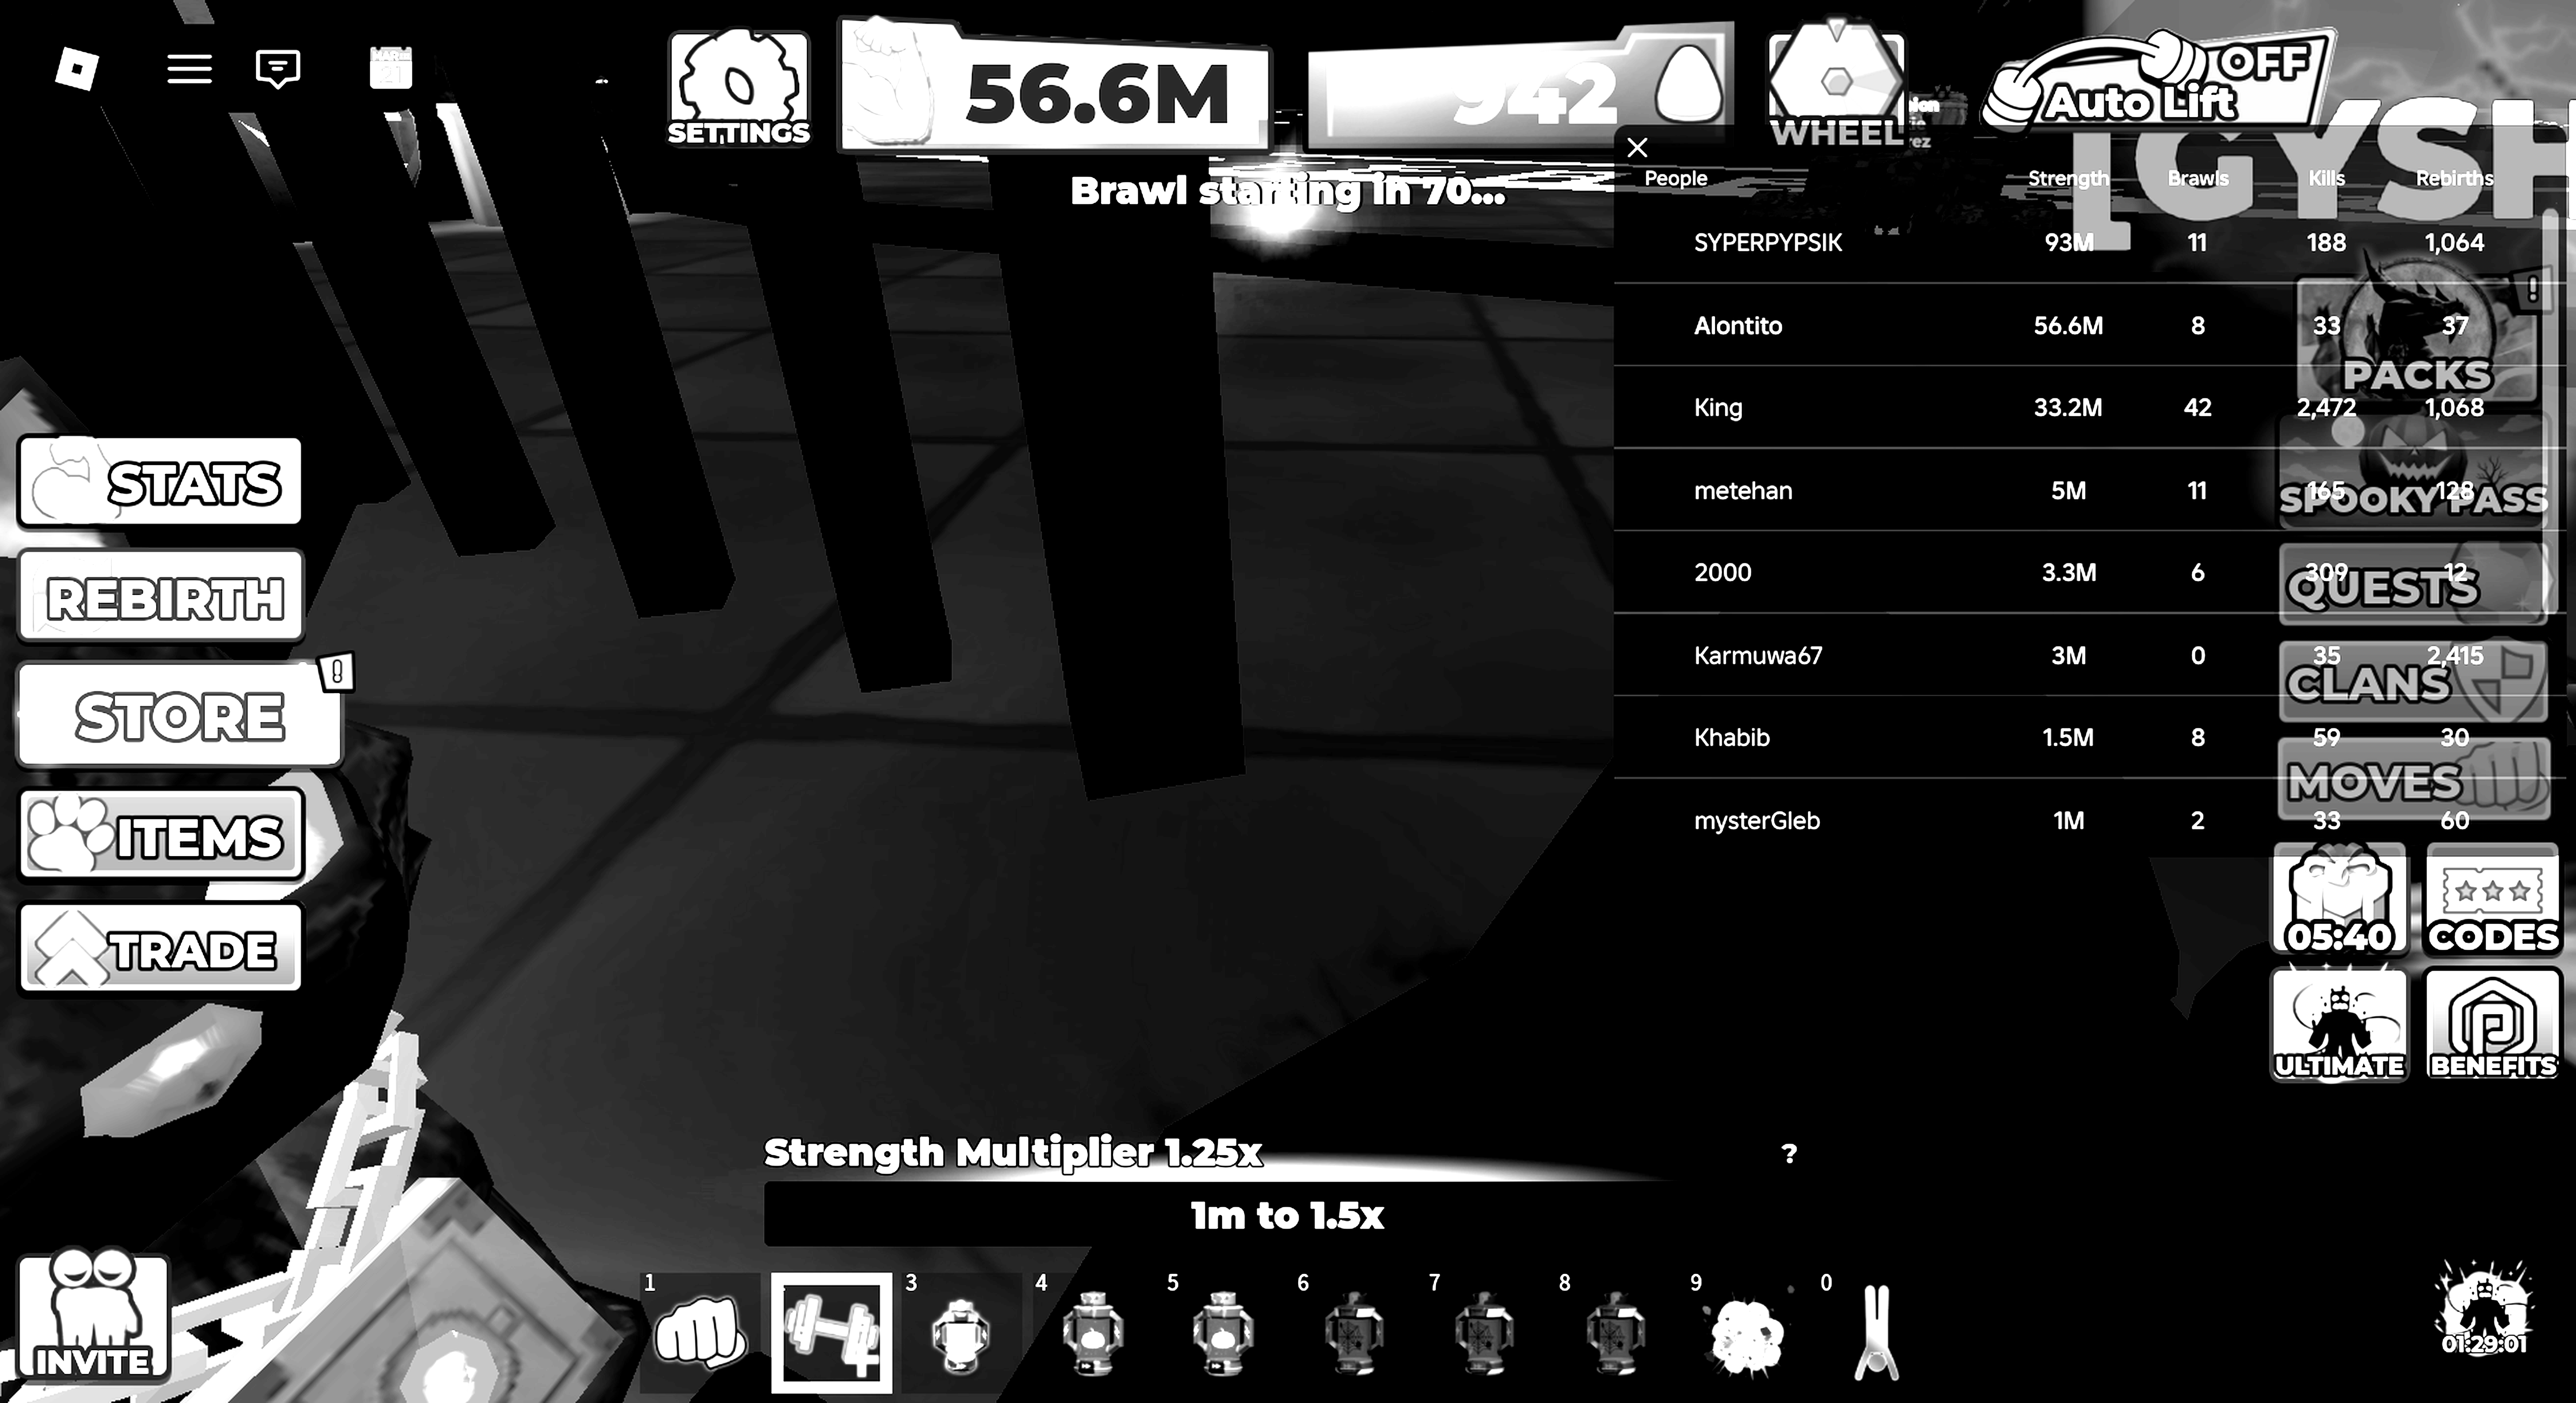 SETTINGS
56.6M
942
WHEEL
OFF
Auto Lift
GYSH
Brawl starting in 70...
People Strength Brawls Kills Rebirths
SYPERPYPSIK 93M 11 188 1,064
Alontito 56.6M 8 33 37
King 33.2M 42 2,472 1,068
metehan 5M 11 165 128
2000 3.3M 6 309 12
Karmuwa67 3M 0 35 2,415
Khabib 1.5M 8 59 30
mysterGleb 1M 2 33 60
PACKS
SPOOKY PASS
QUESTS
CLANS
MOVES
05:40
CODES
ULTIMATE
BENEFITS
STATS
REBIRTH
STORE
ITEMS
TRADE
INVITE
Strength Multiplier 1.25x
?
1m to 1.5x
1 3 4 5 6 7 8 9 0
01:29:01